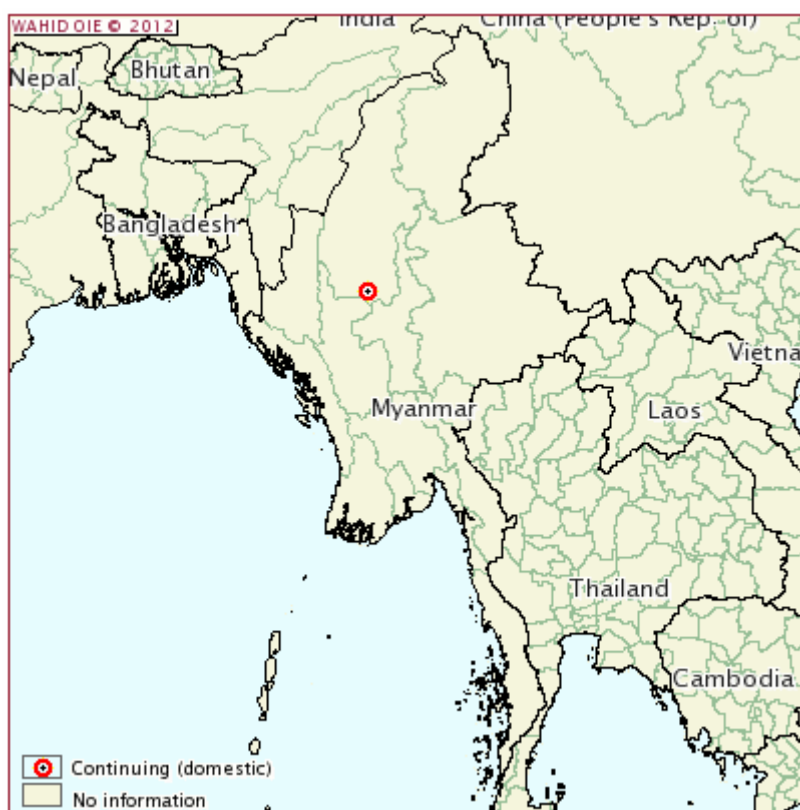 WAHID OIE © 2012
India
China (People's Rep. of)
Nepal
Bhutan
Bangladesh
Vietna
Myanmar
Laos
Thailand
Cambodia
Continuing (domestic)
No information